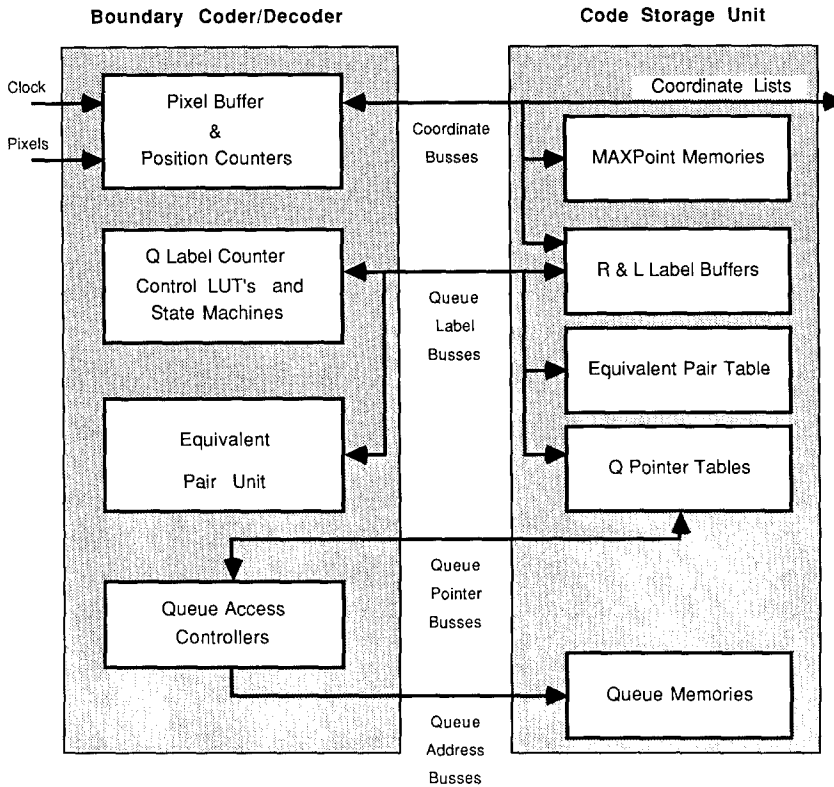 Boundary Coder/Decoder
Code Storage Unit
Clock
Pixels
Pixel Buffer
&
Position Counters
Coordinate Lists
Coordinate
Busses
MAXPoint Memories
Q Label Counter
Control LUT's and
State Machines
R & L Label Buffers
Queue
Label
Busses
Equivalent Pair Table
Equivalent
Pair Unit
Q Pointer Tables
Queue
Pointer
Busses
Queue Access
Controllers
Queue Memories
Queue
Address
Busses